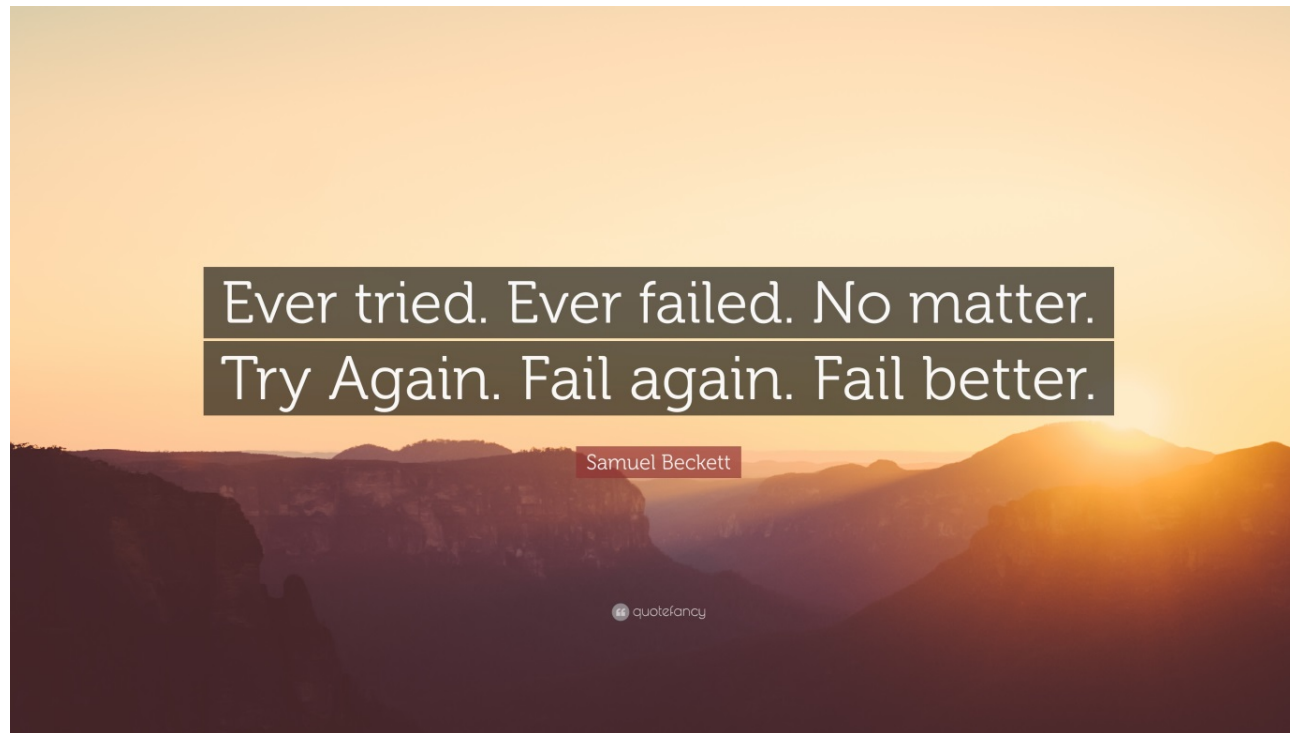 Ever tried. Ever failed. No matter.
Try Again. Fail again. Fail better.
Samuel Beckett
quotefancy